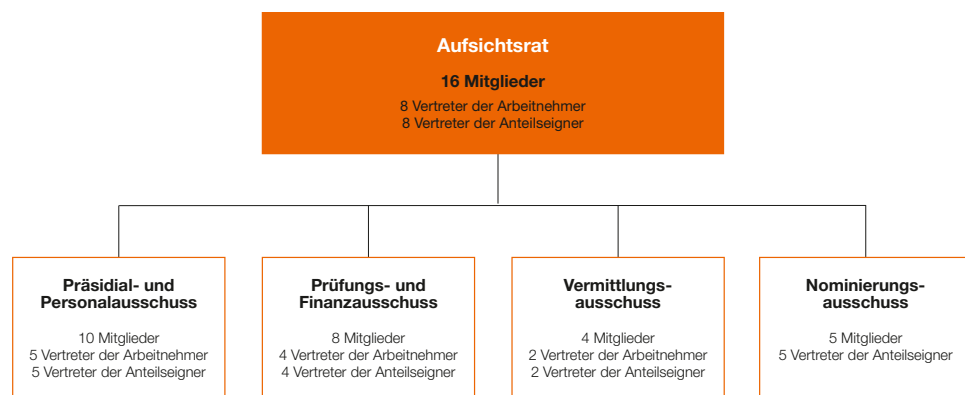 Aufsichtsrat
16 Mitglieder
8 Vertreter der Arbeitnehmer
8 Vertreter der Anteilseigner
Präsidial- und
Personalausschuss
10 Mitglieder
5 Vertreter der Arbeitnehmer
5 Vertreter der Anteilseigner
Prüfungs- und
Finanzausschuss
8 Mitglieder
4 Vertreter der Arbeitnehmer
4 Vertreter der Anteilseigner
Vermittlungs-
ausschuss
4 Mitglieder
2 Vertreter der Arbeitnehmer
2 Vertreter der Anteilseigner
Nominierungs-
ausschuss
5 Mitglieder
5 Vertreter der Anteilseigner